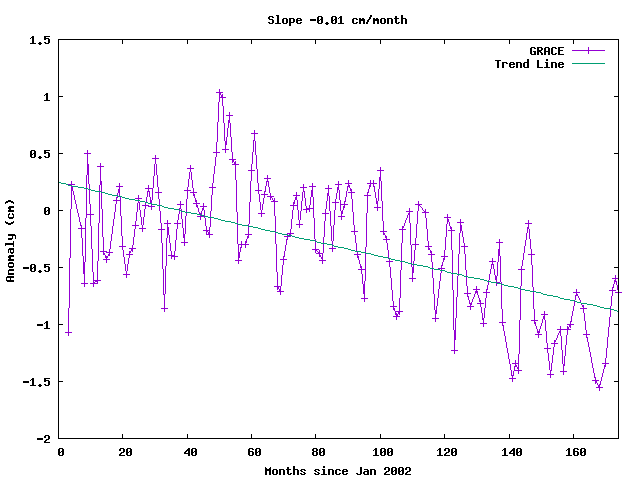 Slope -0.01 cm/month
GRACE
Trend Line
1.5
1
0.5
0
-0.5
-1
-1.5
-2
Anomaly (cm)
0 20 40 60 80 100 120 140 160
Months since Jan 2002